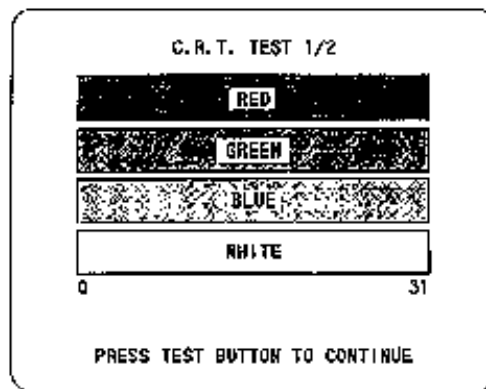 C.R.T. TEST 1/2
RED
GREEN
BLUE
WHITE
0 31
PRESS TEST BUTTON TO CONTINUE